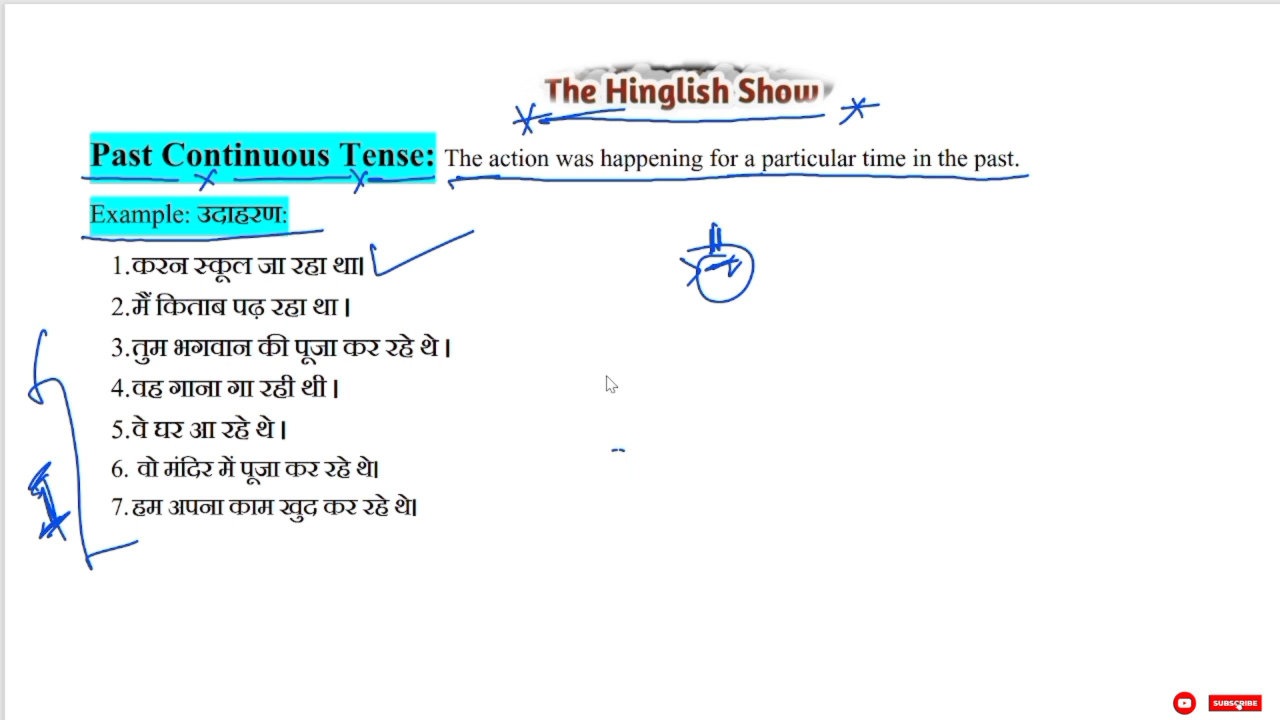 The Hinglish Show
Past Continuous Tense: The action was happening for a particular time in the past.
Example: उदाहरण:
1.करन स्कूल जा रहा था।
2.मैं किताब पढ़ रहा था ।
3.तुम भगवान की पूजा कर रहे थे ।
4.वह गाना गा रही थी ।
5.वे घर आ रहे थे ।
6. वो मंदिर में पूजा कर रहे थे।
7.हम अपना काम खुद कर रहे थे।
SUBSCRIBE